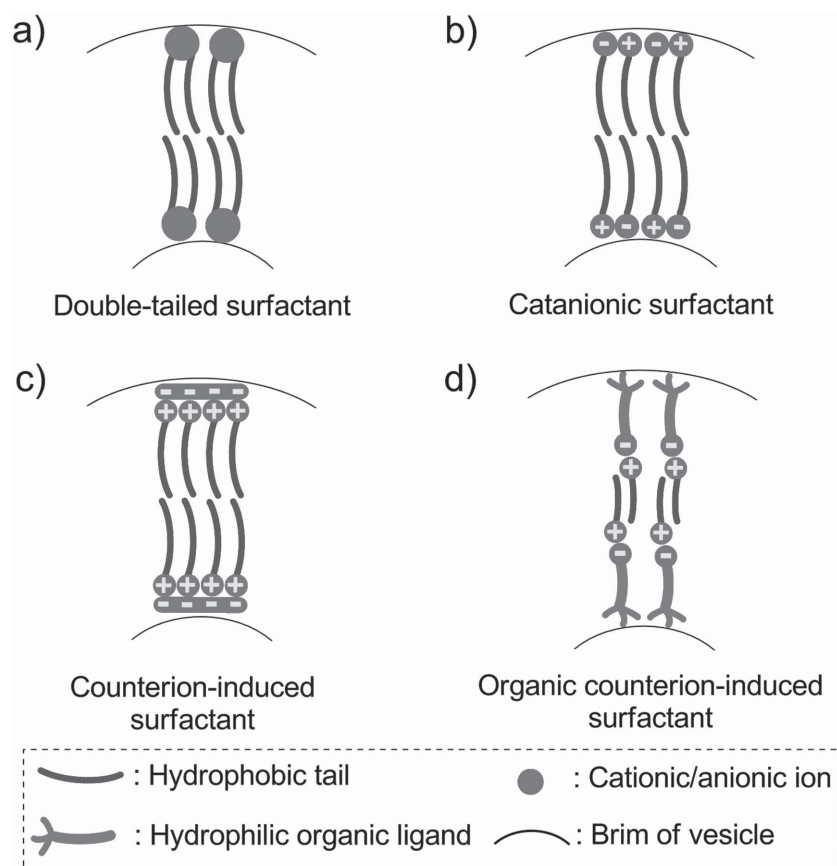 a)
b)
- + - +
+ - + -
Double-tailed surfactant
Catanionic surfactant
c)
d)
- - - -
+ + + +
+ + + +
- - - -
- -
+ +
+ +
- -
Counterion-induced
surfactant
Organic counterion-induced
surfactant
: Hydrophobic tail
: Cationic/anionic ion
: Hydrophilic organic ligand
: Brim of vesicle